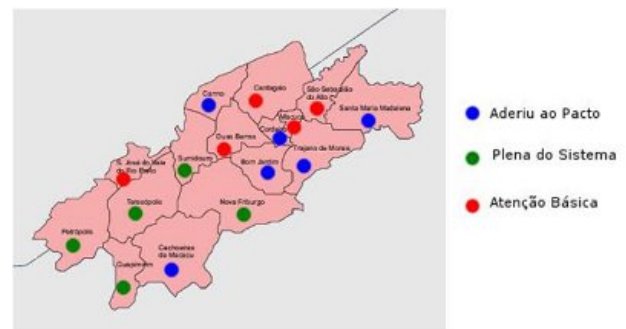 Carmo
Cantagalo
São Sebastião
do Alto
Santa Maria Madalena
Macuco
Cordeiro
Duas Barras
Trajano de Morais
Sumidouro
Bom Jardim
S. José do Vale
do Rio Preto
Teresópolis
Nova Friburgo
Petrópolis
Cachoeiras
de Macacu
Guapimirim
Aderiu ao Pacto
Plena do Sistema
Atenção Básica